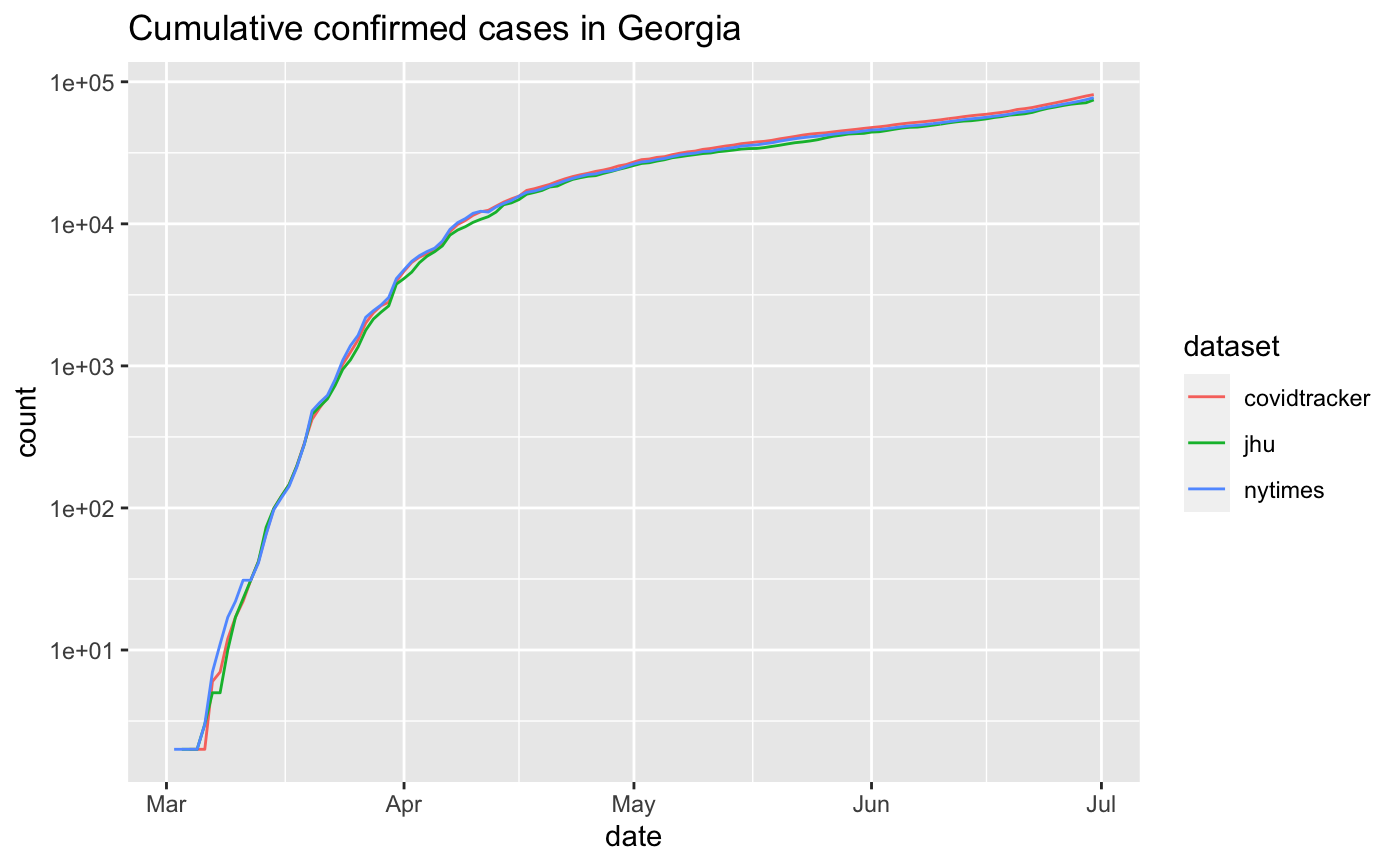 Cumulative confirmed cases in Georgia
1e+05
1e+04
1e+03
1e+02
1e+01
count
Mar Apr May Jun Jul
date
dataset
covidtracker
jhu
nytimes